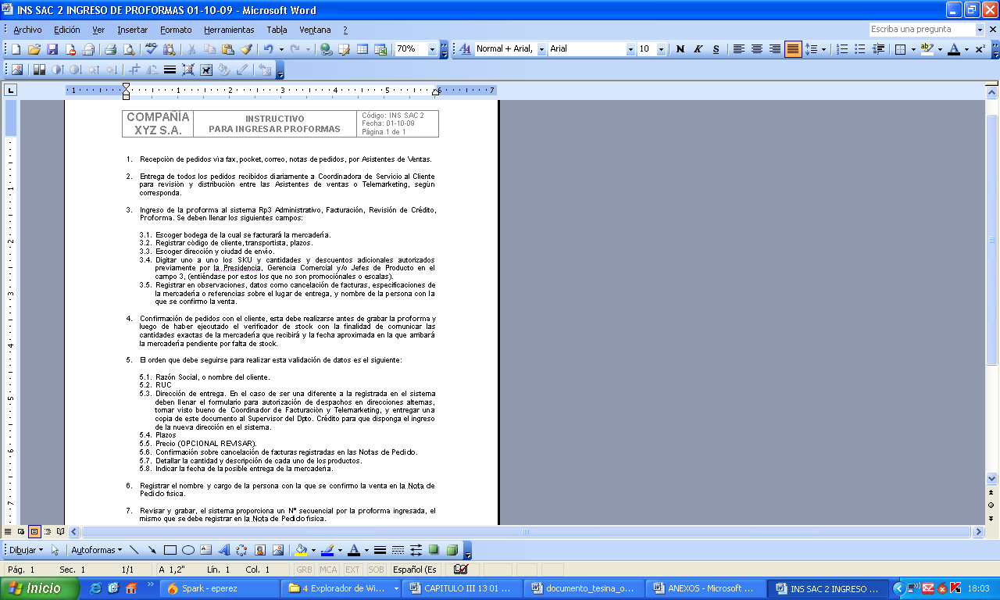 INS SAC 2 INGRESO DE PROFORMAS 01-10-09 - Microsoft Word
Archivo Edición Ver Insertar Formato Herramientas Tabla Ventana ?
Escriba una pregunta
70% Normal + Arial, Arial 10 N K S
1 1 2 3 4 5 6 7
COMPAÑÍA
XYZ S.A.
INSTRUCTIVO
PARA INGRESAR PROFORMAS
Código: INS SAC 2
Fecha: 01-10-09
Página 1 de 1
1. Recepción de pedidos vía fax, pocket, correo, notas de pedidos, por Asistentes de Ventas.
2. Entrega de todos los pedidos recibidos diariamente a Coordinadora de Servicio al Cliente
para revisión y distribución entre las Asistentes de ventas o Telemarketing, según
corresponda.
3. Ingreso de la proforma al sistema Rp3 Administrativo, Facturación, Revisión de Crédito,
Proforma. Se deben llenar los siguientes campos:
3.1. Escoger bodega de la cual se facturará la mercadería.
3.2. Registrar código de cliente, transportista, plazos.
3.3. Escoger dirección y ciudad de envío.
3.4. Digitar uno a uno los SKU y cantidades y descuentos adicionales autorizados
previamente por la Presidencia, Gerencia Comercial y/o Jefes de Producto en el
campo 3, (entiéndase por estos los que no son promociónales o escalas).
3.5. Registrar en observaciones, datos como cancelación de facturas, especificaciones de
la mercadería o referencias sobre el lugar de entrega, y nombre de la persona con la
que se confirmo la venta.
4. Confirmación de pedidos con el cliente, esta debe realizarse antes de grabar la proforma y
luego de haber ejecutado el verificador de stock con la finalidad de comunicar las
cantidades exactas de la mercadería que recibirá y la fecha aproximada en la que arribará
la mercadería pendiente por falta de stock.
5. El orden que debe seguirse para realizar esta validación de datos es el siguiente:
5.1. Razón Social, o nombre del cliente.
5.2. RUC
5.3. Dirección de entrega. En el caso de ser una diferente a la registrada en el sistema
deben llenar el formulario para autorización de despachos en direcciones alternas,
tomar visto bueno de Coordinador de Facturación y Telemarketing, y entregar una
copia de este documento al Supervisor del Dpto. Crédito para que disponga el ingreso
de la nueva dirección en el sistema.
5.4. Plazos
5.5. Precio (OPCIONAL REVISAR).
5.6. Confirmación sobre cancelación de facturas registradas en las Notas de Pedido.
5.7. Detallar la cantidad y descripción de cada uno de los productos.
5.8. Indicar la fecha de la posible entrega de la mercadería.
6. Registrar el nombre y cargo de la persona con la que se confirmo la venta en la Nota de
Pedido física.
7. Revisar y grabar, el sistema proporciona un Nº secuencial por la proforma ingresada, el
mismo que se debe registrar en la Nota de Pedido física.
Dibujar Autoformas
Pág. 1 Sec. 1 1/1 A 1,2" Lín. 1 Col. 1 GRB MCA EXT SOB Español (Es
Inicio Spark - eperez 4 Explorador de Wi... CAPITULO III 13 01 ... documento_tesina_o... ANEXOS - Microsoft ... INS SAC 2 INGRESO ... 18:03